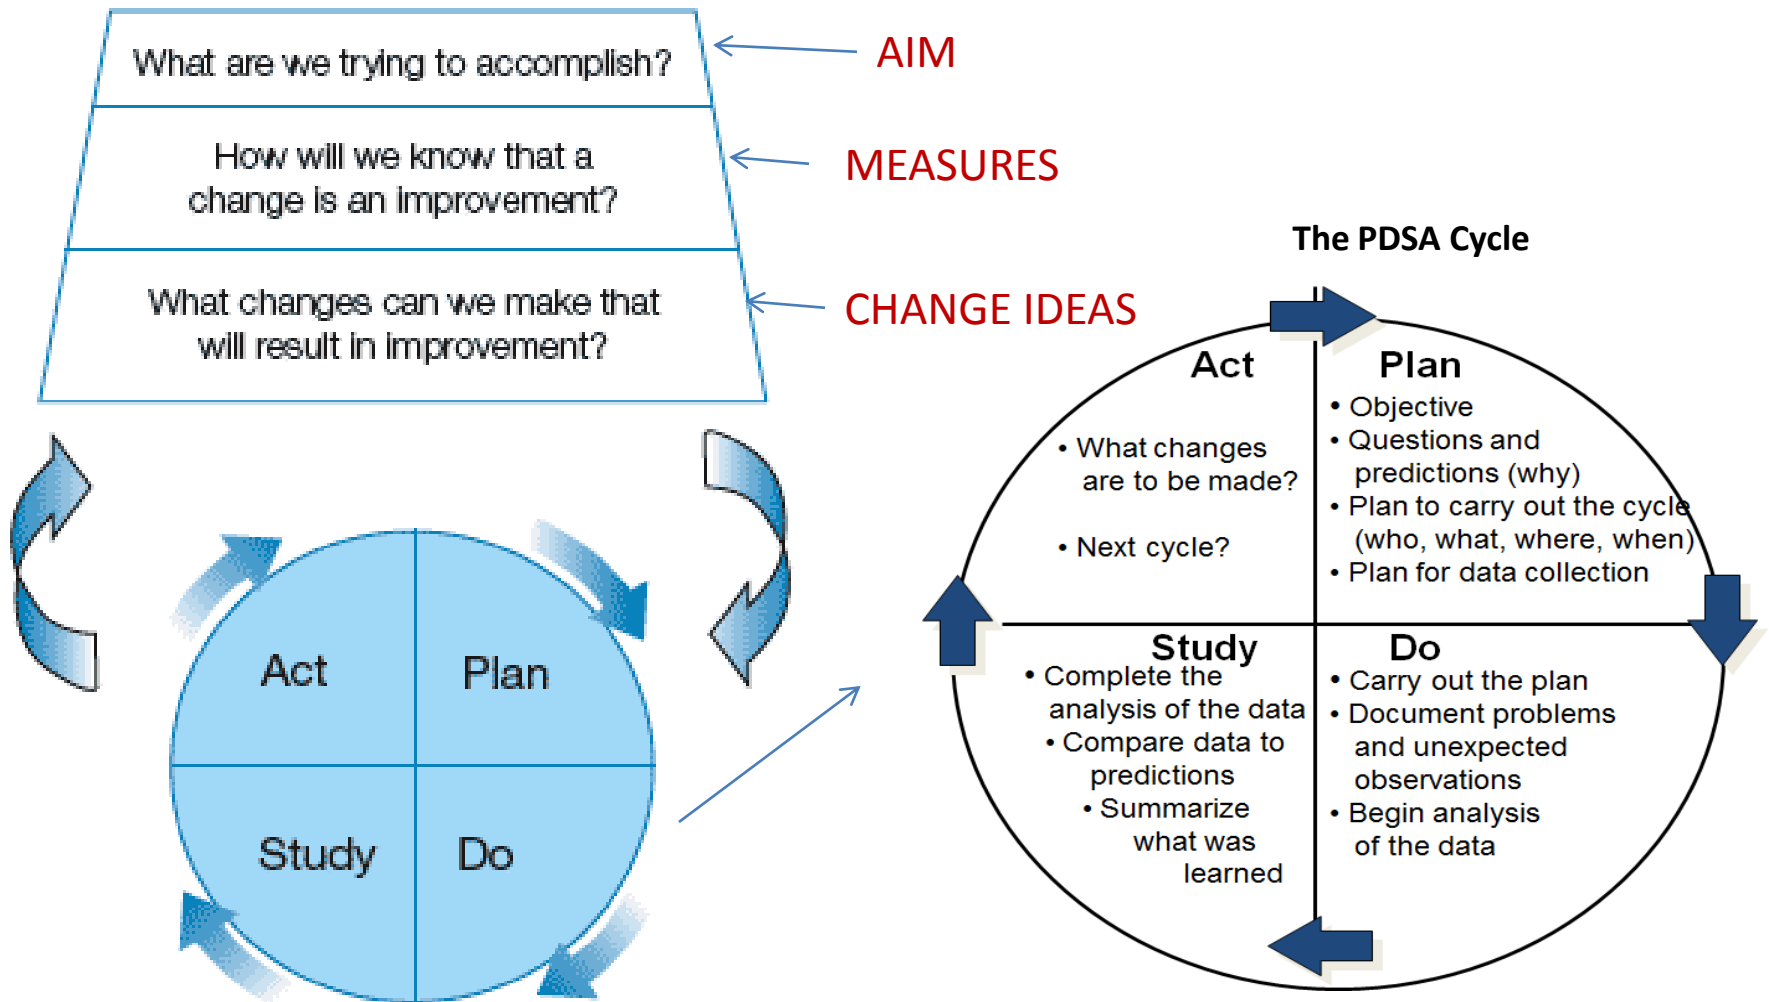 What are we trying to accomplish?
AIM
How will we know that a
change is an improvement?
MEASURES
What changes can we make that
will result in improvement?
CHANGE IDEAS
Act
Plan
Study
Do
The PDSA Cycle
Act
• What changes
are to be made?
• Next cycle?
Plan
• Objective
• Questions and
predictions (why)
• Plan to carry out the cycle
(who, what, where, when)
• Plan for data collection
Study
• Complete the
analysis of the data
• Compare data to
predictions
• Summarize
what was
learned
Do
• Carry out the plan
• Document problems
and unexpected
observations
• Begin analysis
of the data